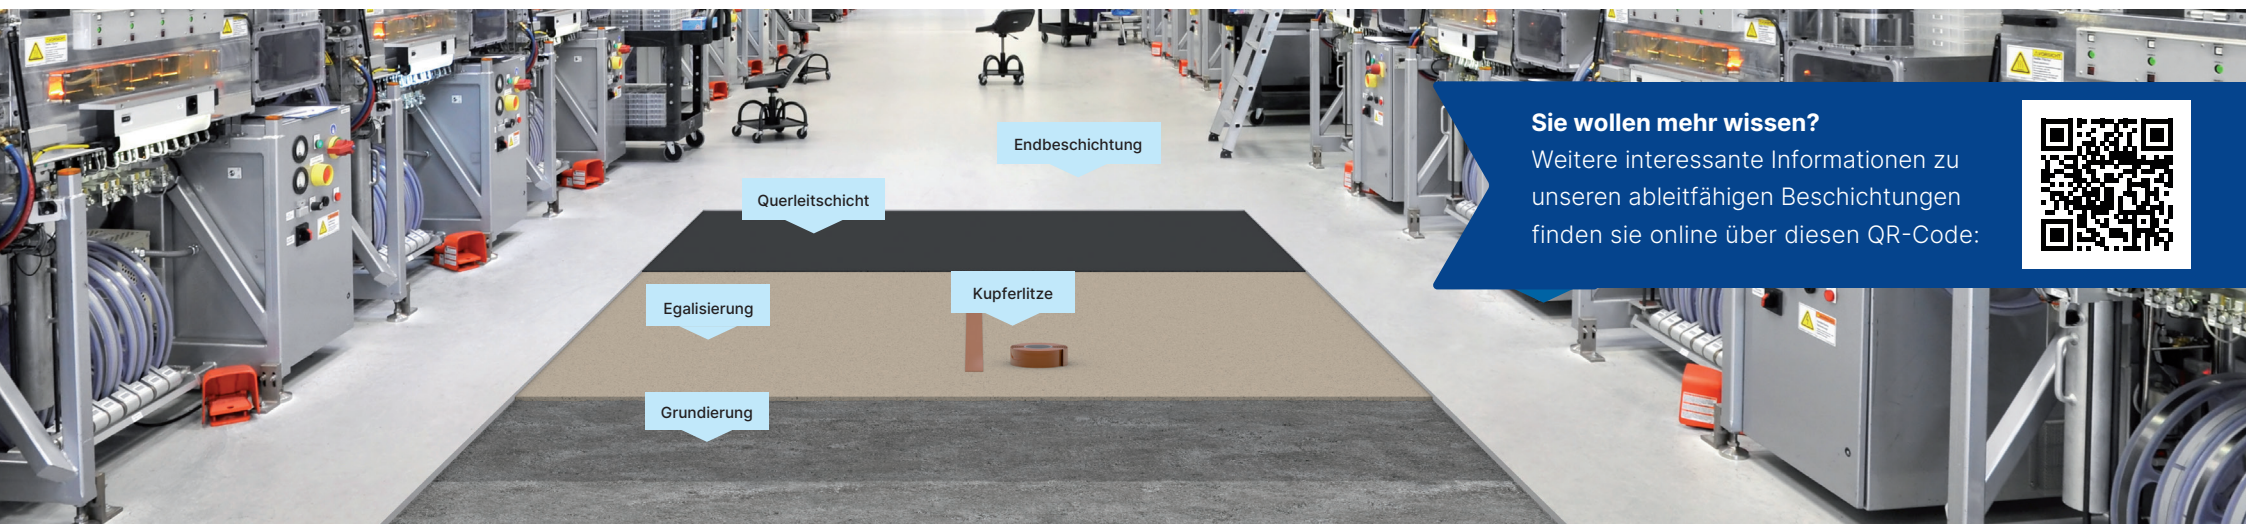 Endbeschichtung
Querleitschicht
Kupferlitze
Egalisierung
Grundierung
Sie wollen mehr wissen?
Weitere interessante Informationen zu
unseren ableitfähigen Beschichtungen
finden sie online über diesen QR-Code: